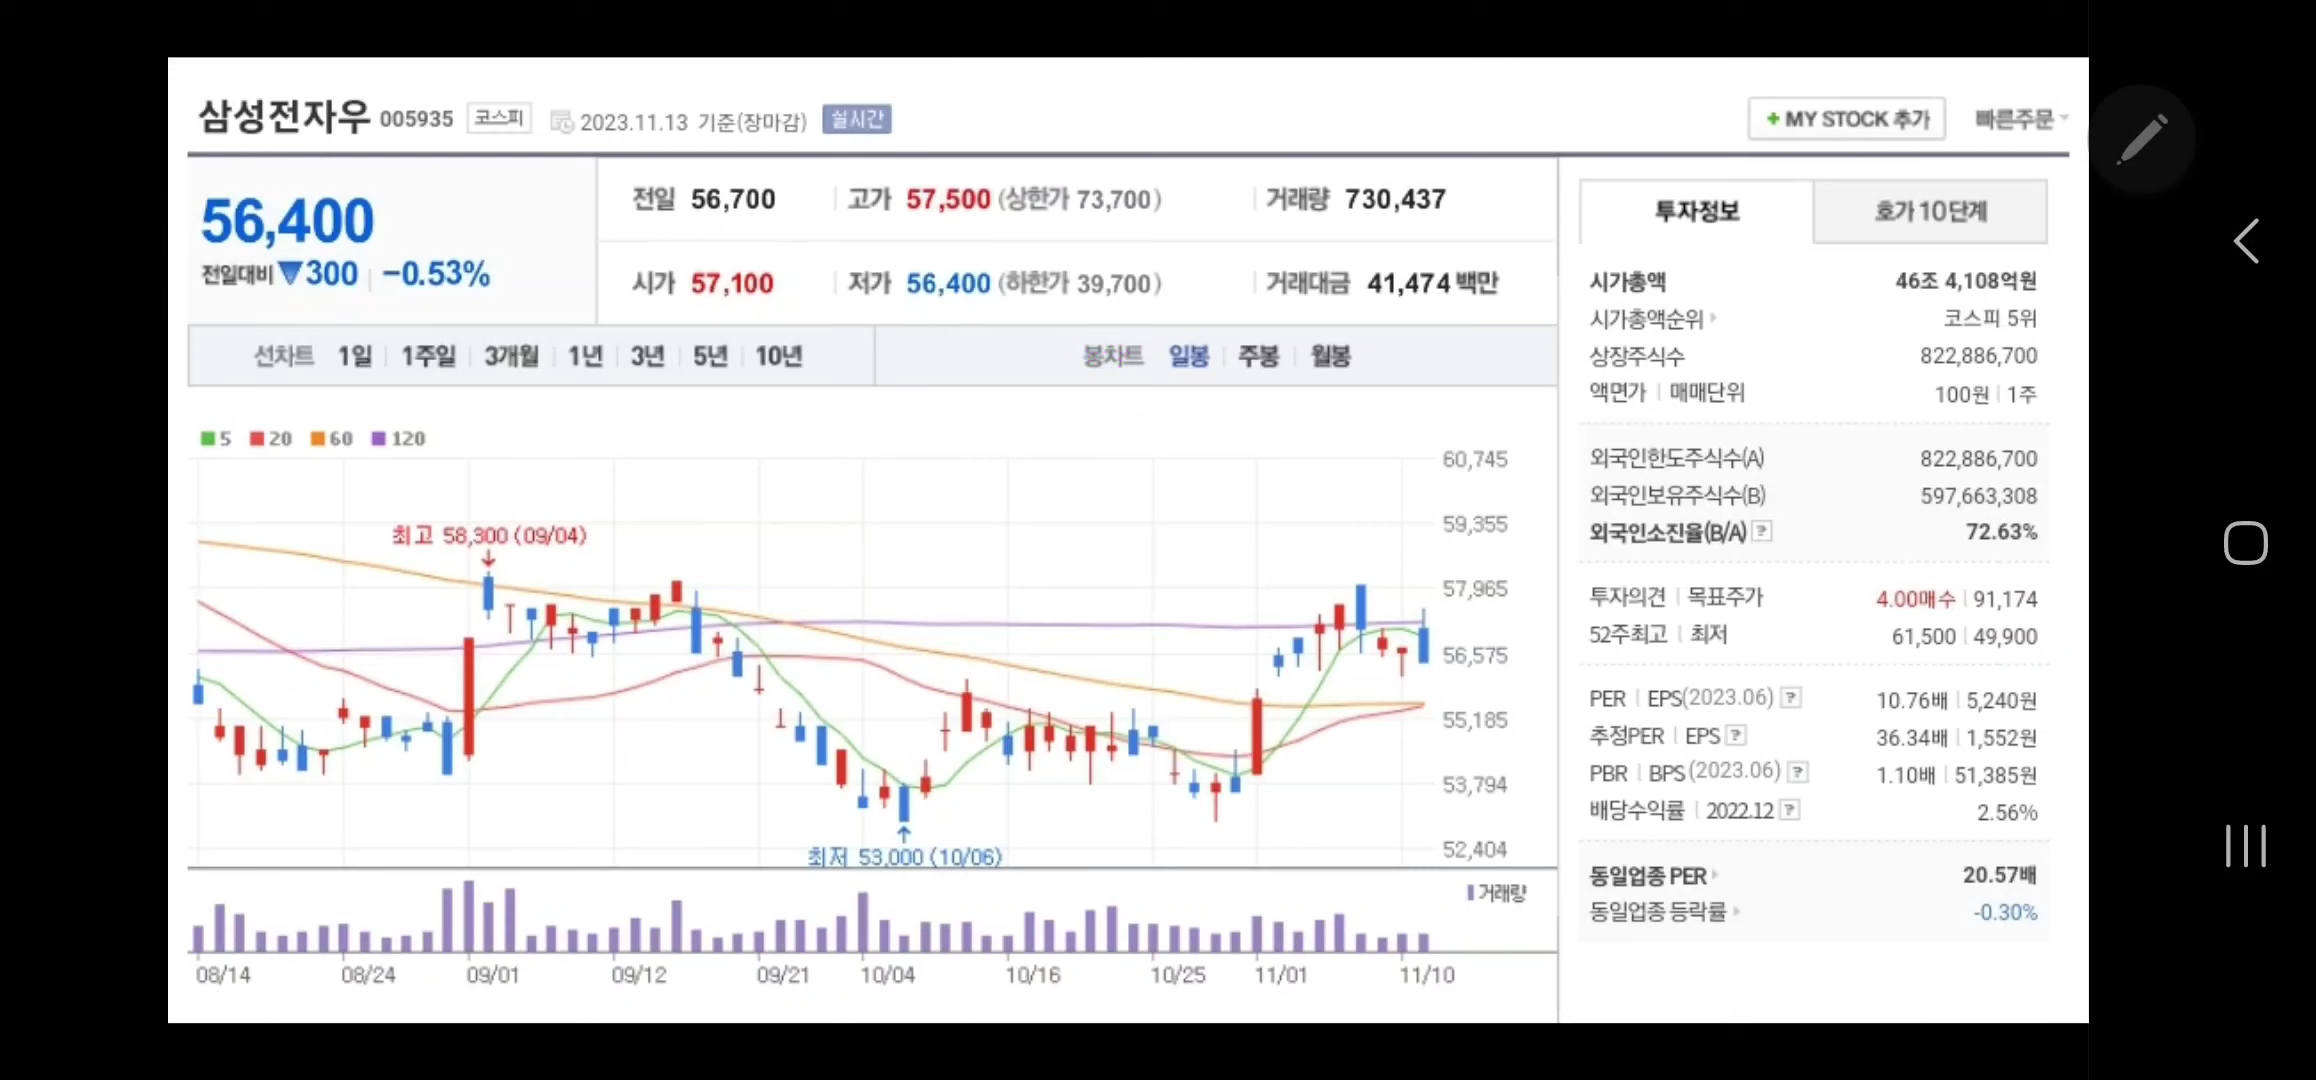 삼성전자우 005935 코스피 2023.11.13 기준(장마감) 실시간
+ MY STOCK 추가 빠른주문
56,400
전일대비 ▼300 -0.53%
전일 56,700 고가 57,500 (상한가 73,700) 거래량 730,437
시가 57,100 저가 56,400 (하한가 39,700) 거래대금 41,474 백만
선차트 1일 1주일 3개월 1년 3년 5년 10년 봉차트 일봉 주봉 월봉
5 20 60 120
60,745
59,355
57,965
56,575
55,185
53,794
52,404
최고 58,300 (09/04)
최저 53,000 (10/06)
거래량
08/14 08/24 09/01 09/12 09/21 10/04 10/16 10/25 11/01 11/10
투자정보 호가 10단계
시가총액 46조 4,108억원
시가총액순위 코스피 5위
상장주식수 822,886,700
액면가 | 매매단위 100원 | 1주
외국인한도주식수(A) 822,886,700
외국인보유주식수(B) 597,663,308
외국인소진율(B/A) ? 72.63%
투자의견 | 목표주가 4.00매수 | 91,174
52주최고 | 최저 61,500 | 49,900
PER | EPS(2023.06) ? 10.76배 | 5,240원
추정PER | EPS ? 36.34배 | 1,552원
PBR | BPS (2023.06) ? 1.10배 | 51,385원
배당수익률 | 2022.12 ? 2.56%
동일업종 PER 20.57배
동일업종 등락률 -0.30%